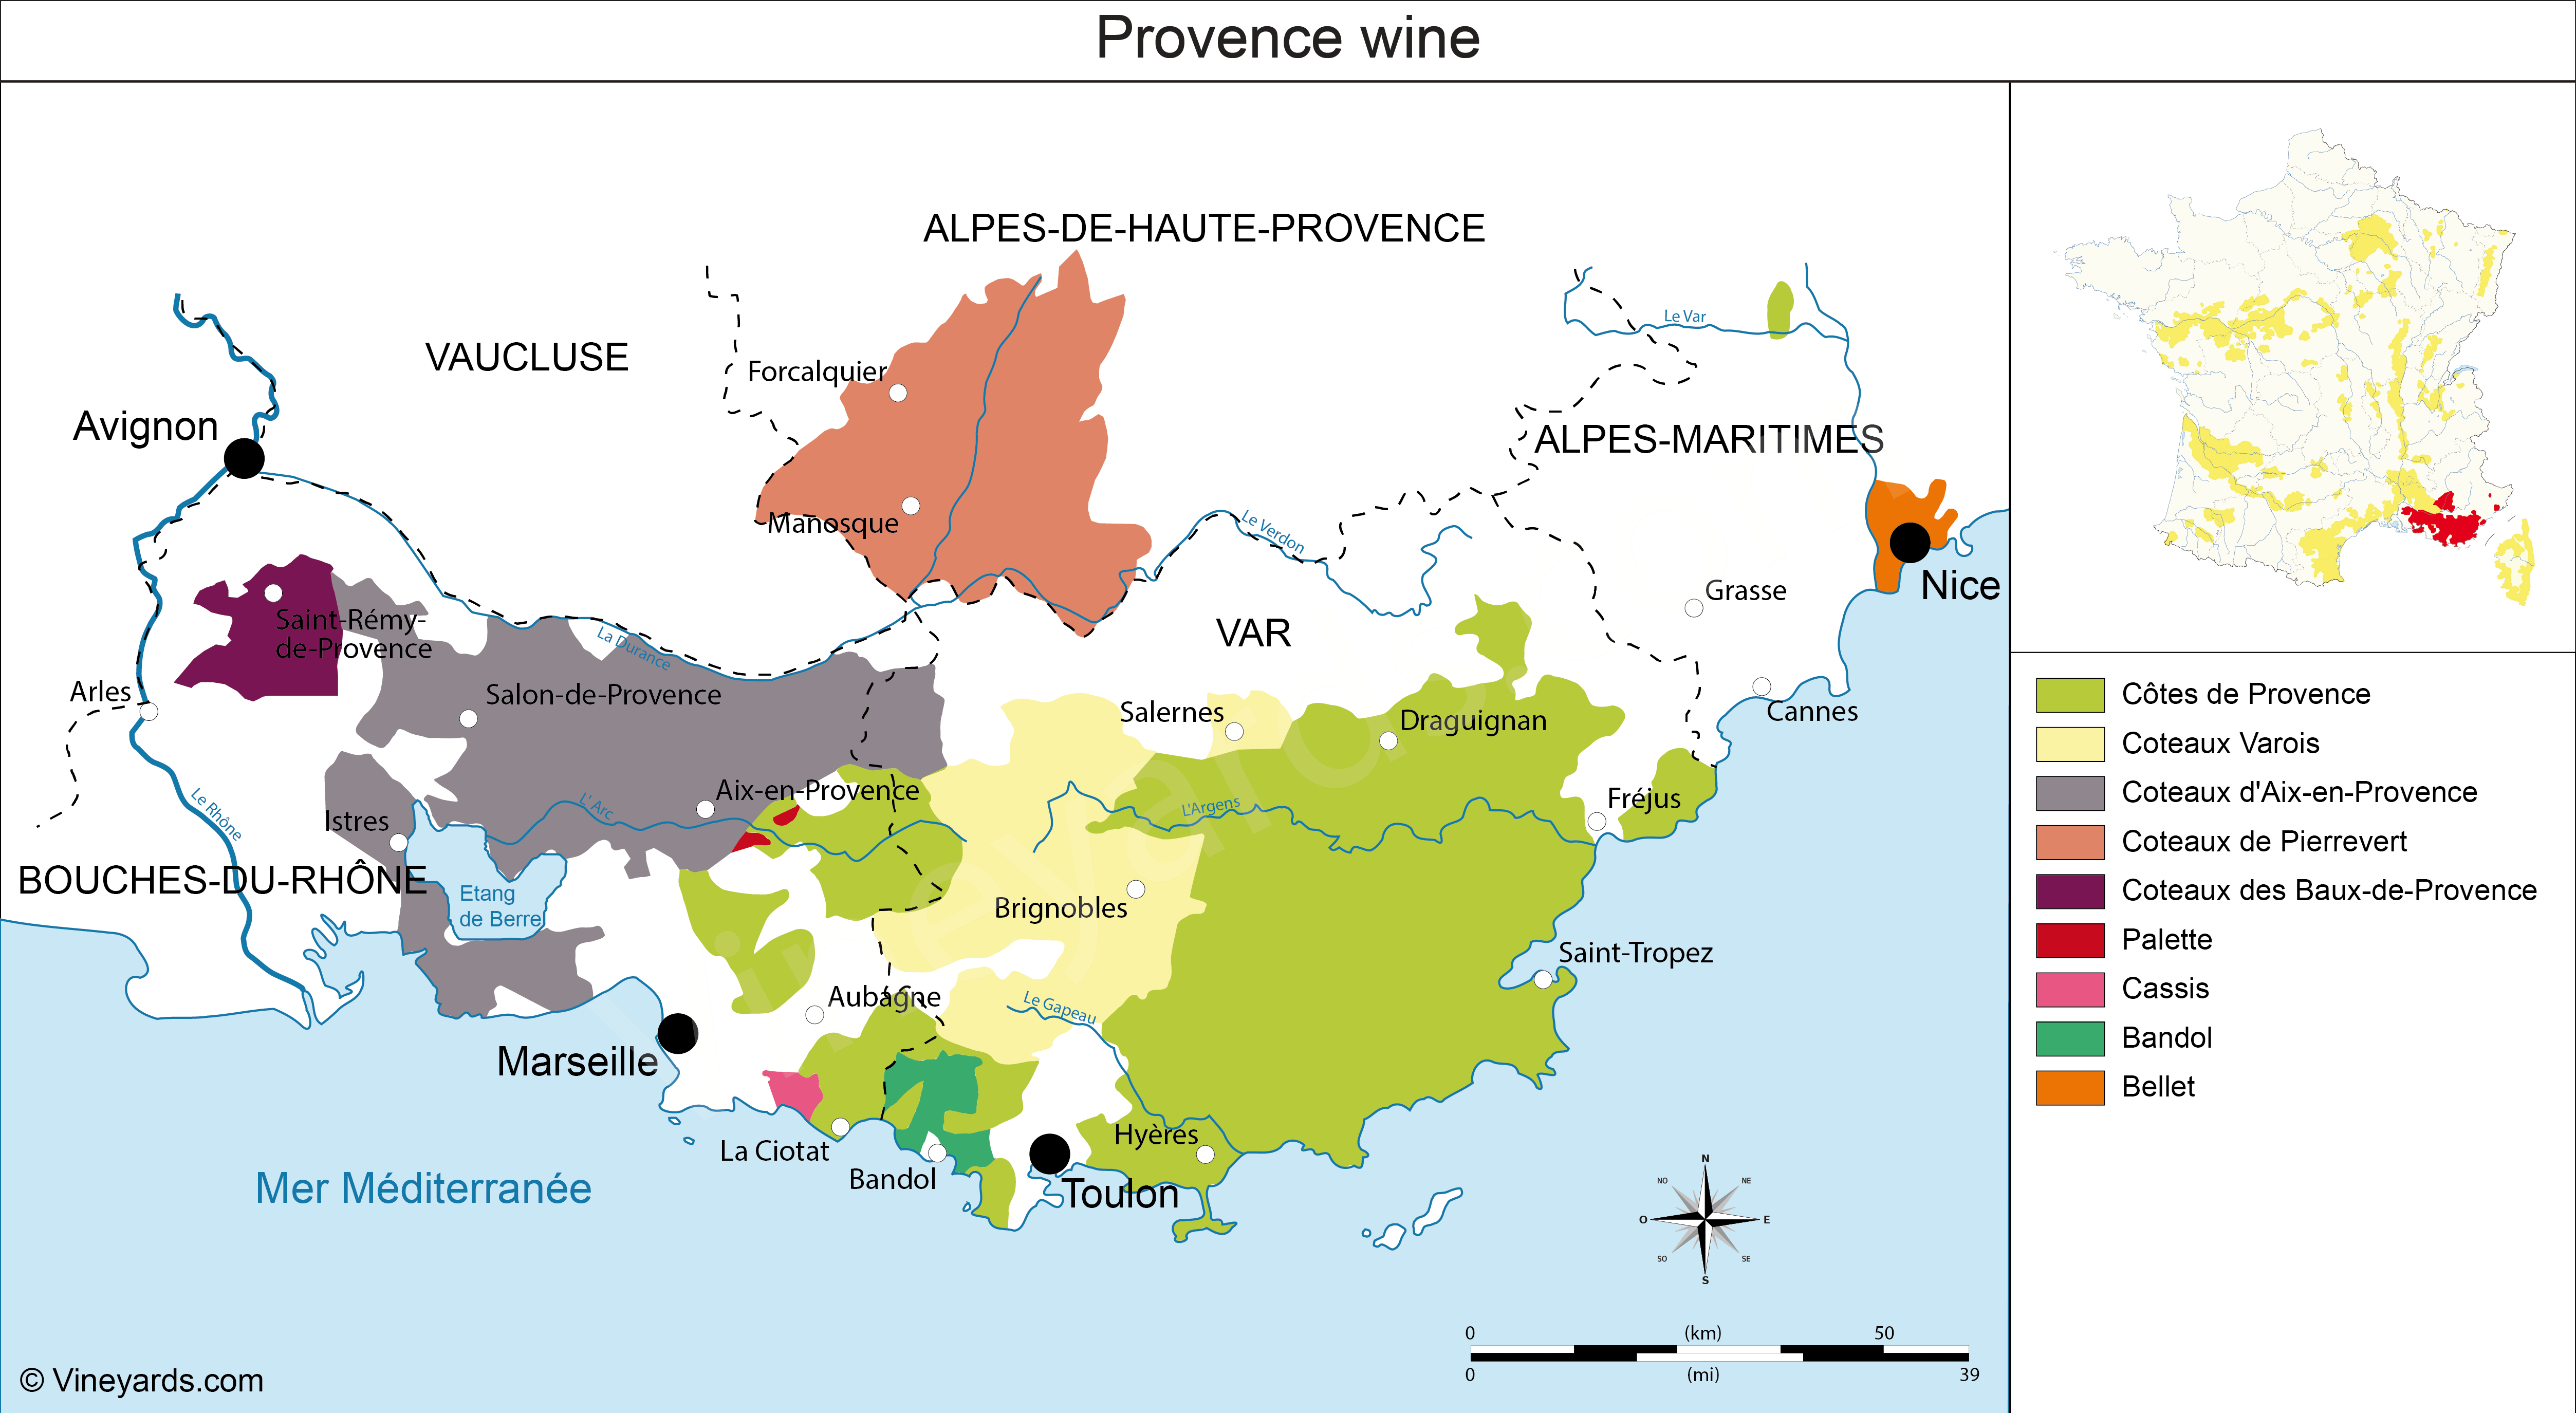 Provence wine
ALPES-DE-HAUTE-PROVENCE
VAUCLUSE
Forcalquier
Le Var
Avignon
ALPES-MARITIMES
Manosque
Le Verdon
Nice
Grasse
Saint-Rémy-
de-Provence
La Durance
VAR
Arles
Salon-de-Provence
Salernes
Draguignan
Cannes
Le Rhône
Istres
L' Arc
Aix-en-Provence
L'Argens
Fréjus
BOUCHES-DU-RHÔNE
Etang
de Berre
Brignobles
Saint-Tropez
Aubagne
Le Gapeau
Marseille
La Ciotat
Bandol
Hyères
Toulon
Mer Méditerranée
N
NO
NE
O
E
SO
SE
S
0 (km) 50
0 (mi) 39
© Vineyards.com
Côtes de Provence
Coteaux Varois
Coteaux d'Aix-en-Provence
Coteaux de Pierrevert
Coteaux des Baux-de-Provence
Palette
Cassis
Bandol
Bellet